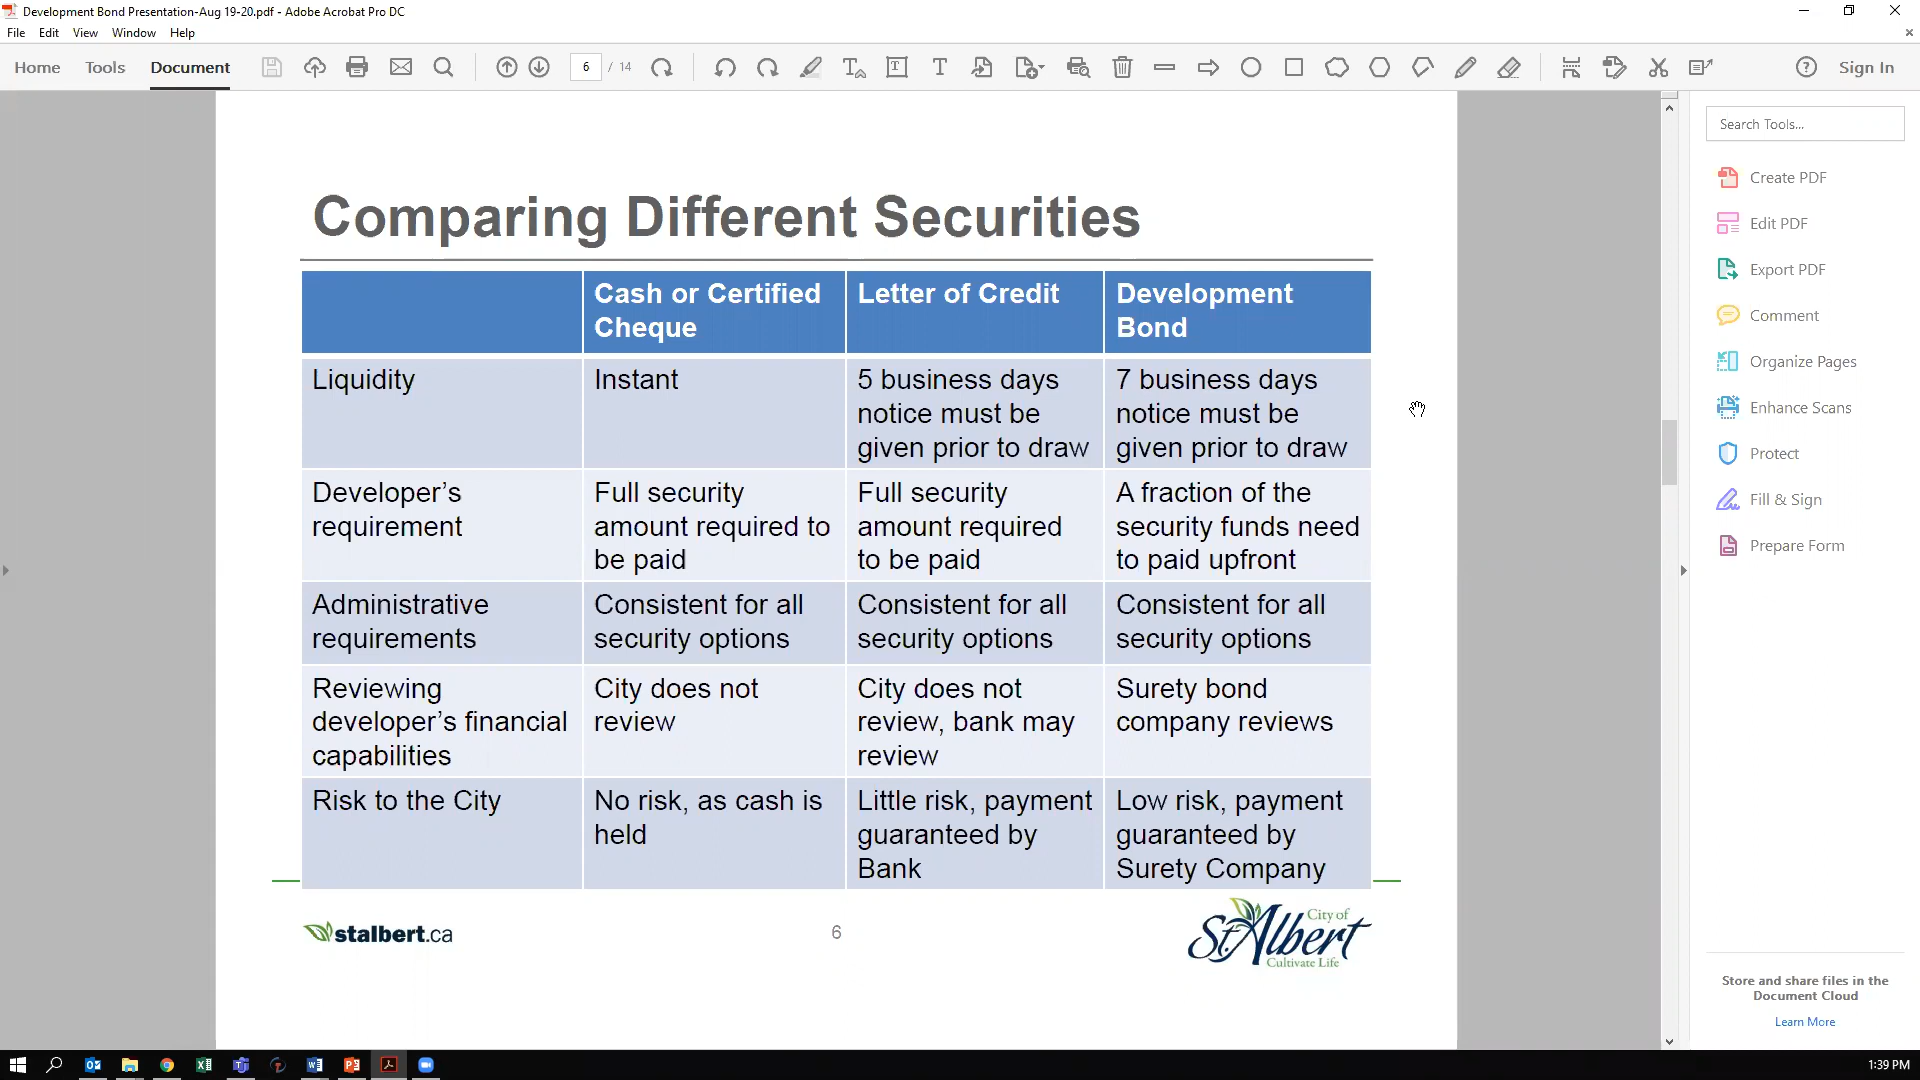 Development Bond Presentation-Aug 19-20.pdf - Adobe Acrobat Pro DC
File Edit View Window Help
Home Tools Document 6 / 14 Sign In
Search Tools...
Create PDF
Edit PDF
Export PDF
Comment
Organize Pages
Enhance Scans
Protect
Fill & Sign
Prepare Form
Comparing Different Securities
Cash or Certified
Cheque
Letter of Credit
Development
Bond
Liquidity
Instant
5 business days
notice must be
given prior to draw
7 business days
notice must be
given prior to draw
Developer’s
requirement
Full security
amount required to
be paid
Full security
amount required
to be paid
A fraction of the
security funds need
to paid upfront
Administrative
requirements
Consistent for all
security options
Consistent for all
security options
Consistent for all
security options
Reviewing
developer’s financial
capabilities
City does not
review
City does not
review, bank may
review
Surety bond
company reviews
Risk to the City
No risk, as cash is
held
Little risk, payment
guaranteed by
Bank
Low risk, payment
guaranteed by
Surety Company
stalbert.ca
6
City of
St. Albert
Cultivate Life
Store and share files in the
Document Cloud
Learn More
1:39 PM